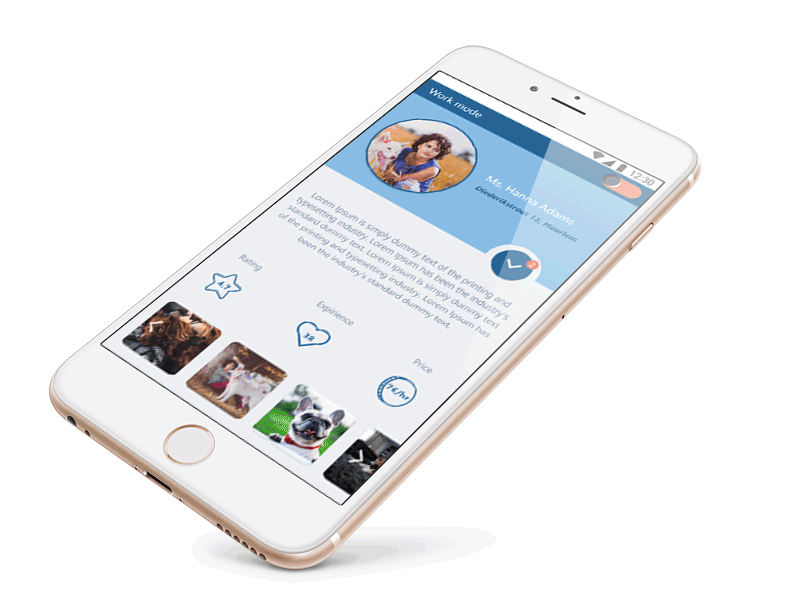 12:30
Work mode
Ms. Hanna Adams
Diederikstraat 12, Haarlem
Lorem Ipsum is simply dummy text of the printing and
typesetting industry. Lorem Ipsum has been the industry's
standard dummy text. Lorem Ipsum is simply dummy text
of the printing and typesetting industry. Lorem Ipsum has
been the industry's standard dummy text.
Rating
4,7
Expirience
38
Price
7€/hr